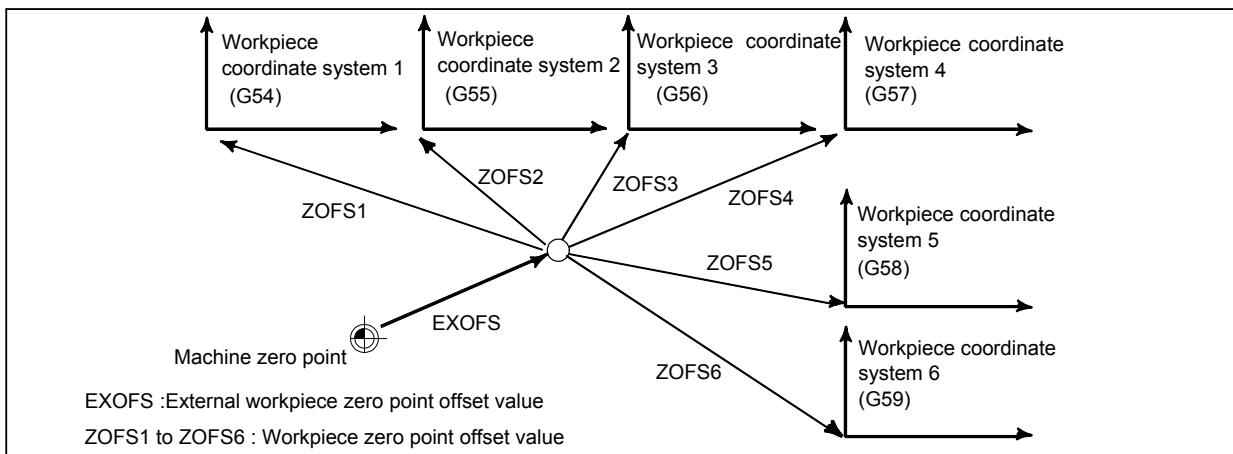 Workpiece
coordinate system 1
(G54)
Workpiece
coordinate system 2
(G55)
Workpiece coordinate
system 3
(G56)
Workpiece coordinate
system 4
(G57)
ZOFS1
ZOFS2
ZOFS3
ZOFS4
Workpiece coordinate
system 5
(G58)
ZOFS5
EXOFS
Machine zero point
ZOFS6
Workpiece coordinate
system 6
(G59)
EXOFS :External workpiece zero point offset value
ZOFS1 to ZOFS6 : Workpiece zero point offset value